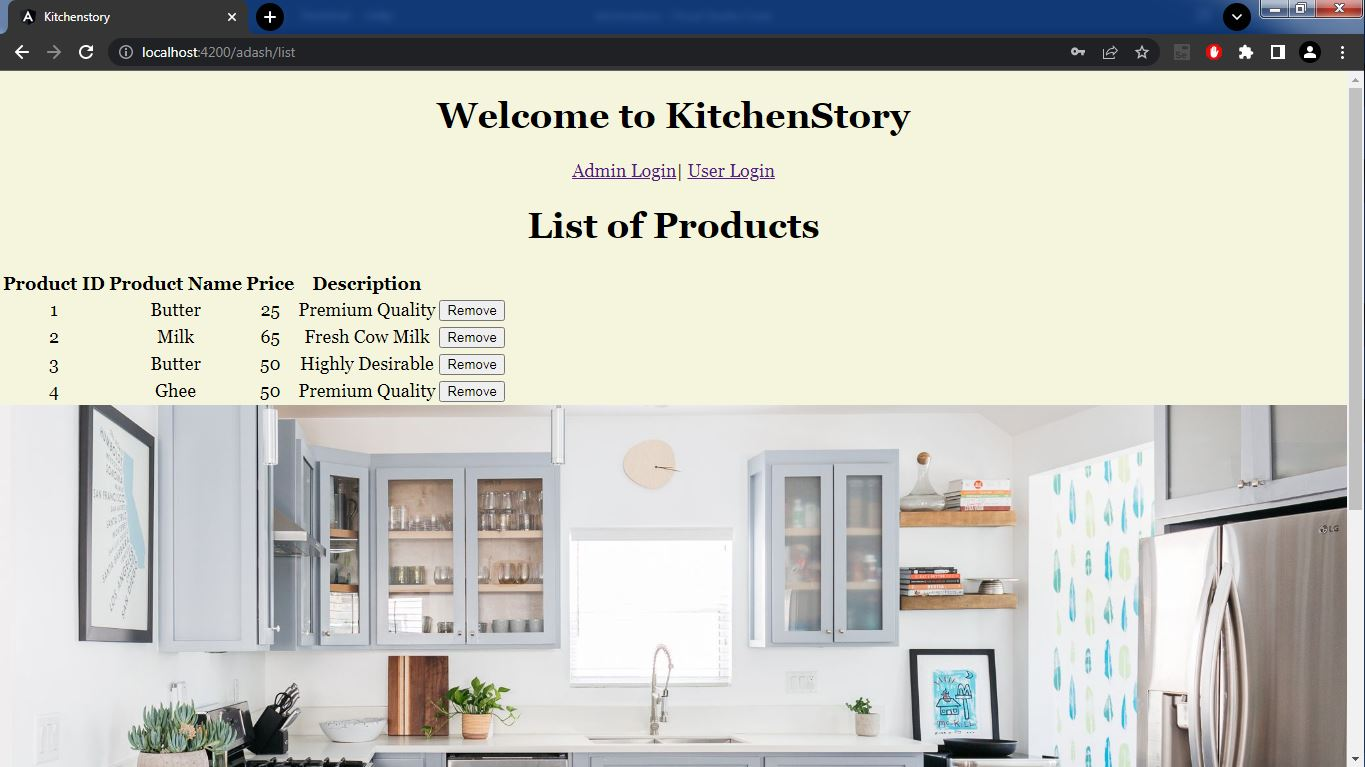 Kitchenstory
localhost:4200/adash/list
Welcome to KitchenStory
Admin Login| User Login
List of Products
Product ID Product Name Price Description
1 Butter 25 Premium Quality Remove
2 Milk 65 Fresh Cow Milk Remove
3 Butter 50 Highly Desirable Remove
4 Ghee 50 Premium Quality Remove
LG